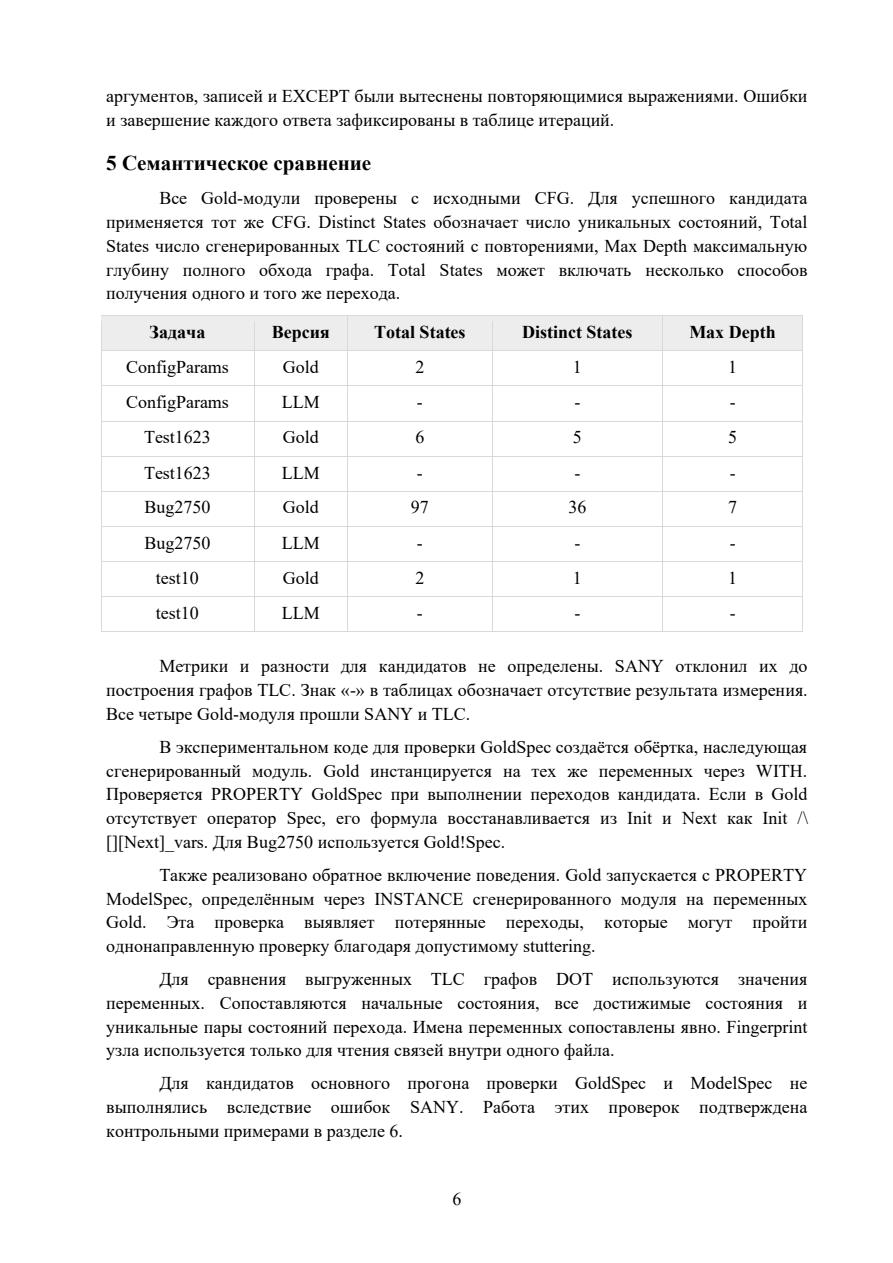 аргументов, записей и EXCEPT были вытеснены повторяющимися выражениями. Ошибки
и завершение каждого ответа зафиксированы в таблице итераций.
5 Семантическое сравнение
Все Gold-модули проверены с исходными CFG. Для успешного кандидата
применяется тот же CFG. Distinct States обозначает число уникальных состояний, Total
States число сгенерированных TLC состояний с повторениями, Max Depth максимальную
глубину полного обхода графа. Total States может включать несколько способов
получения одного и того же перехода.
Задача Версия Total States Distinct States Max Depth
ConfigParams Gold 2 1 1
ConfigParams LLM - - -
Test1623 Gold 6 5 5
Test1623 LLM - - -
Bug2750 Gold 97 36 7
Bug2750 LLM - - -
test10 Gold 2 1 1
test10 LLM - - -
Метрики и разности для кандидатов не определены. SANY отклонил их до
построения графов TLC. Знак «-» в таблицах обозначает отсутствие результата измерения.
Все четыре Gold-модуля прошли SANY и TLC.
В экспериментальном коде для проверки GoldSpec создаётся обёртка, наследующая
сгенерированный модуль. Gold инстанцируется на тех же переменных через WITH.
Проверяется PROPERTY GoldSpec при выполнении переходов кандидата. Если в Gold
отсутствует оператор Spec, его формула восстанавливается из Init и Next как Init /\
[][Next]_vars. Для Bug2750 используется Gold!Spec.
Также реализовано обратное включение поведения. Gold запускается с PROPERTY
ModelSpec, определённым через INSTANCE сгенерированного модуля на переменных
Gold. Эта проверка выявляет потерянные переходы, которые могут пройти
однонаправленную проверку благодаря допустимому stuttering.
Для сравнения выгруженных TLC графов DOT используются значения
переменных. Сопоставляются начальные состояния, все достижимые состояния и
уникальные пары состояний перехода. Имена переменных сопоставлены явно. Fingerprint
узла используется только для чтения связей внутри одного файла.
Для кандидатов основного прогона проверки GoldSpec и ModelSpec не
выполнялись вследствие ошибок SANY. Работа этих проверок подтверждена
контрольными примерами в разделе 6.
6